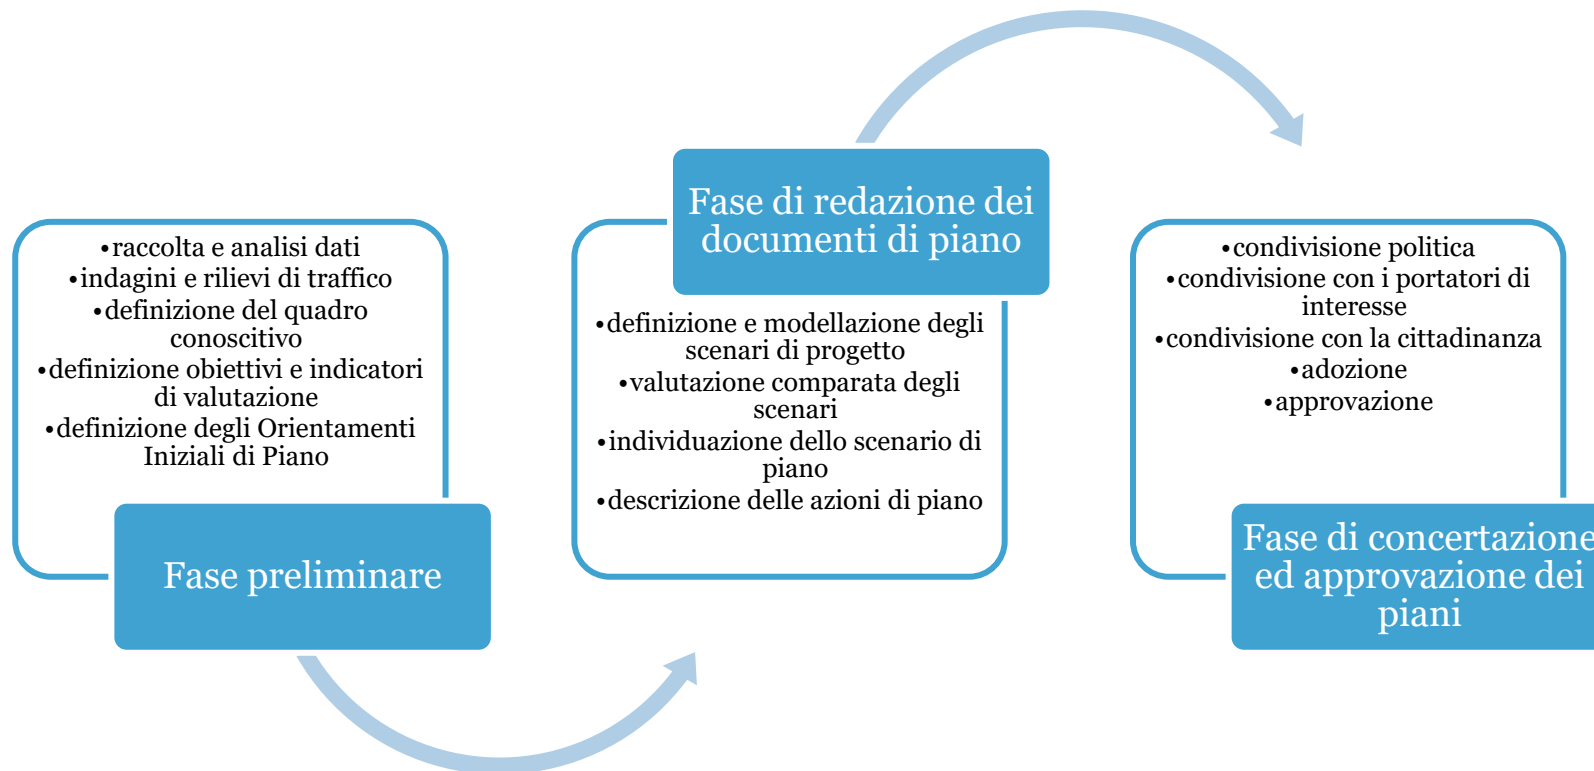 •raccolta e analisi dati
•indagini e rilievi di traffico
•definizione del quadro
conoscitivo
•definizione obiettivi e indicatori
di valutazione
•definizione degli Orientamenti
Iniziali di Piano
Fase preliminare
Fase di redazione dei
documenti di piano
•definizione e modellazione degli
scenari di progetto
•valutazione comparata degli
scenari
•individuazione dello scenario di
piano
•descrizione delle azioni di piano
•condivisione politica
•condivisione con i portatori di
interesse
•condivisione con la cittadinanza
•adozione
•approvazione
Fase di concertazione
ed approvazione dei
piani